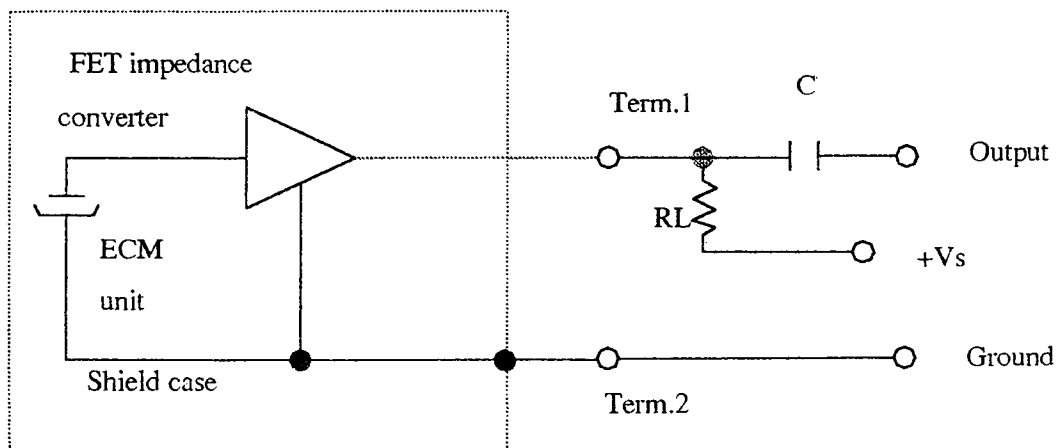 FET impedance
converter
Term.1
C
Output
RL
+Vs
ECM
unit
Shield case
Term.2
Ground